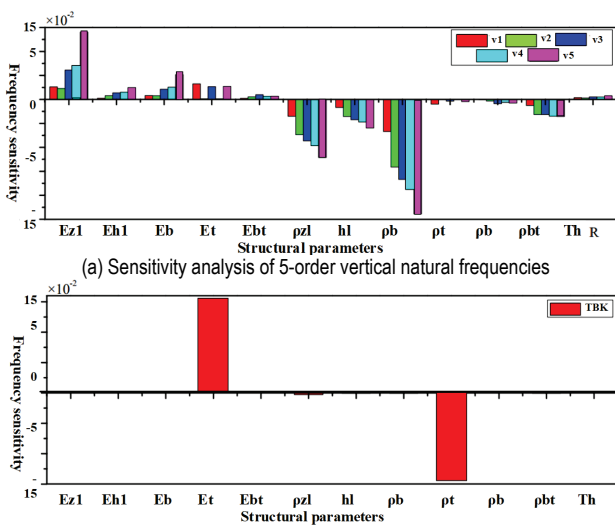 ×10⁻²
15
5
0
-5
-
15
Frequency sensitivity
v1 v2 v3
v4 v5
Ez1 Eh1 Eb Et Ebt ρzl hl ρb ρt ρb ρbt Th R
Structural parameters
(a) Sensitivity analysis of 5-order vertical natural frequencies
×10⁻²
15
5
0
-5
15
Frequency sensitivity
TBK
Ez1 Eh1 Eb Et Ebt ρzl hl ρb ρt ρb ρbt Th
Structural parameters